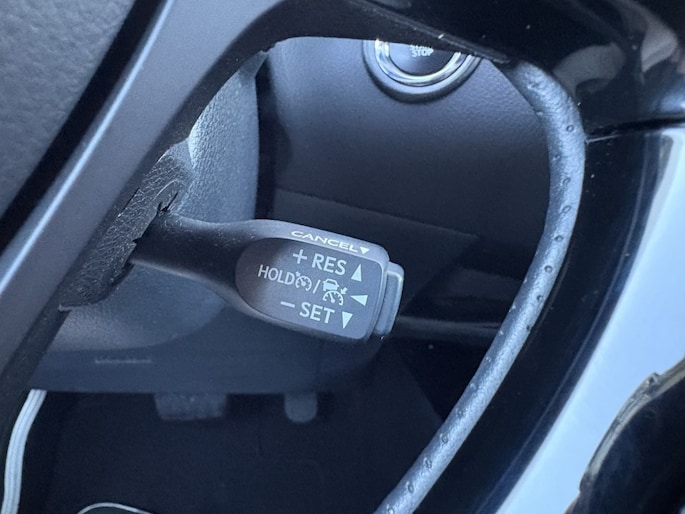 STOP
CANCEL▼
+ RES ▲
HOLD / ◀
− SET ▼